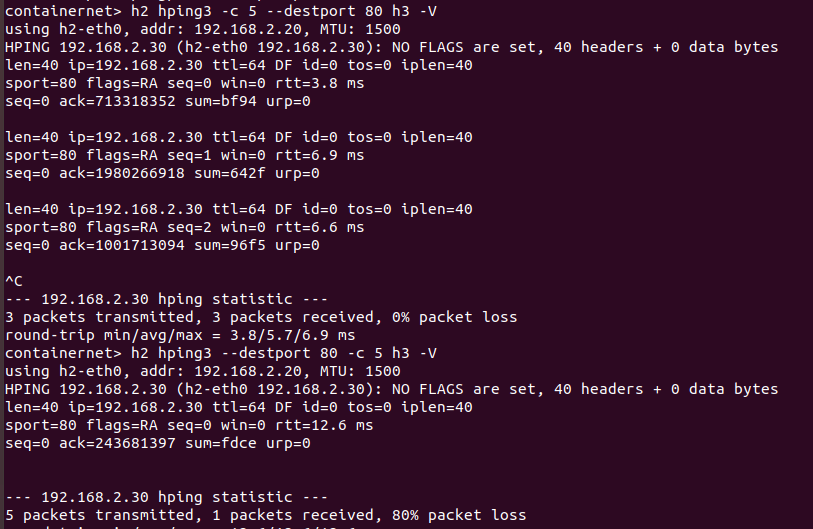 containernet> h2 hping3 -c 5 --destport 80 h3 -V
using h2-eth0, addr: 192.168.2.20, MTU: 1500
HPING 192.168.2.30 (h2-eth0 192.168.2.30): NO FLAGS are set, 40 headers + 0 data bytes
len=40 ip=192.168.2.30 ttl=64 DF id=0 tos=0 iplen=40
sport=80 flags=RA seq=0 win=0 rtt=3.8 ms
seq=0 ack=713318352 sum=bf94 urp=0

len=40 ip=192.168.2.30 ttl=64 DF id=0 tos=0 iplen=40
sport=80 flags=RA seq=1 win=0 rtt=6.9 ms
seq=0 ack=1980266918 sum=642f urp=0

len=40 ip=192.168.2.30 ttl=64 DF id=0 tos=0 iplen=40
sport=80 flags=RA seq=2 win=0 rtt=6.6 ms
seq=0 ack=1001713094 sum=96f5 urp=0

^C
--- 192.168.2.30 hping statistic ---
3 packets transmitted, 3 packets received, 0% packet loss
round-trip min/avg/max = 3.8/5.7/6.9 ms
containernet> h2 hping3 --destport 80 -c 5 h3 -V
using h2-eth0, addr: 192.168.2.20, MTU: 1500
HPING 192.168.2.30 (h2-eth0 192.168.2.30): NO FLAGS are set, 40 headers + 0 data bytes
len=40 ip=192.168.2.30 ttl=64 DF id=0 tos=0 iplen=40
sport=80 flags=RA seq=0 win=0 rtt=12.6 ms
seq=0 ack=243681397 sum=fdce urp=0

--- 192.168.2.30 hping statistic ---
5 packets transmitted, 1 packets received, 80% packet loss